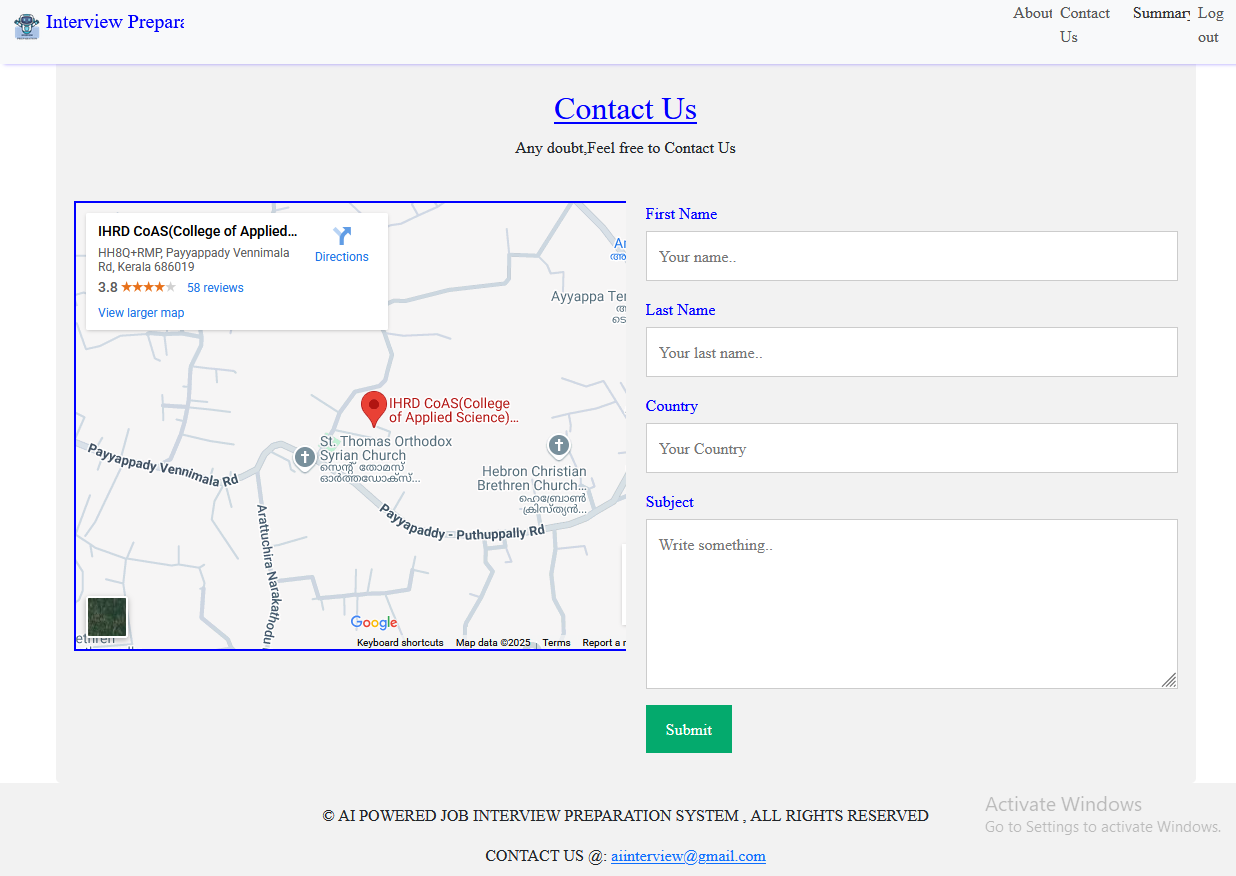 Interview Prepara
About
Contact Us
Summary
Log out
Contact Us
Any doubt,Feel free to Contact Us
IHRD CoAS(College of Applied...
HH8Q+RMP, Payyappady Vennimala
Rd, Kerala 686019
Directions
3.8
58 reviews
View larger map
Ayyappa Te
IHRD CoAS(College
of Applied Science)...
St. Thomas Orthodox
Syrian Church
സെന്റ് തോമസ്
ഓർത്തഡോക്സ്...
Hebron Christian
Brethren Church...
ഹെബ്രോൺ
ക്രിസ്ത്യൻ...
Payyappady Vennimala Rd
Payyapaddy - Puthuppally Rd
Arattuchira Narakathodu
Google
Keyboard shortcuts
Map data ©2025
Terms
Report a
First Name
Your name..
Last Name
Your last name..
Country
Your Country
Subject
Write something..
Submit
© AI POWERED JOB INTERVIEW PREPARATION SYSTEM , ALL RIGHTS RESERVED
CONTACT US @: aiinterview@gmail.com
Activate Windows
Go to Settings to activate Windows.